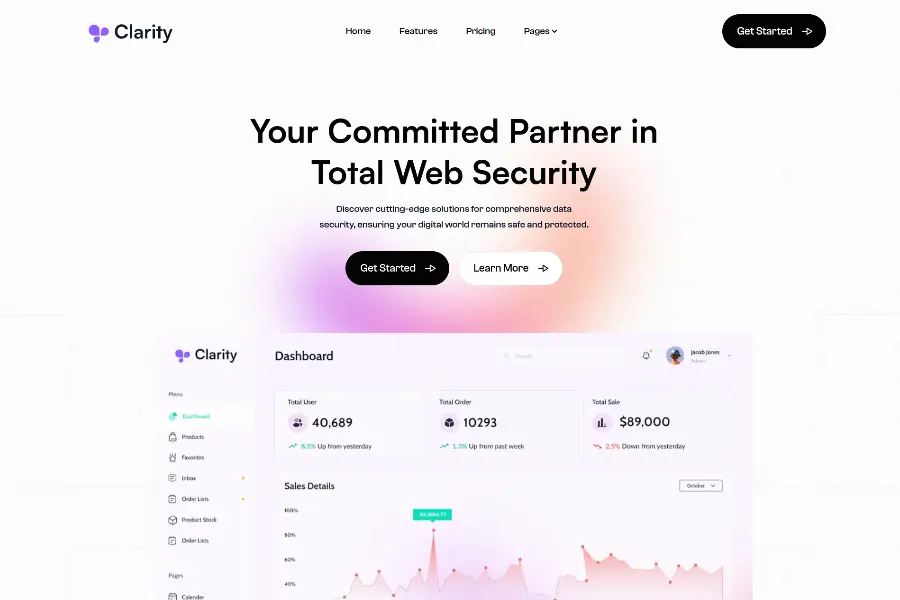 Clarity
Home
Features
Pricing
Pages
Get Started
Your Committed Partner in
Total Web Security
Discover cutting-edge solutions for comprehensive data
security, ensuring your digital world remains safe and protected.
Get Started
Learn More
Clarity
Dashboard
Search
Jacob Jones
Admin
Menu
Dashboard
Products
Favorites
Inbox
Order Lists
Product Stock
Order Lists
Pages
Calender
Total User
40,689
8.5% Up from yesterday
Total Order
10293
1.3% Up from past week
Total Sale
$89,000
2.5% Down from yesterday
Sales Details
October
100%
80%
60%
40%